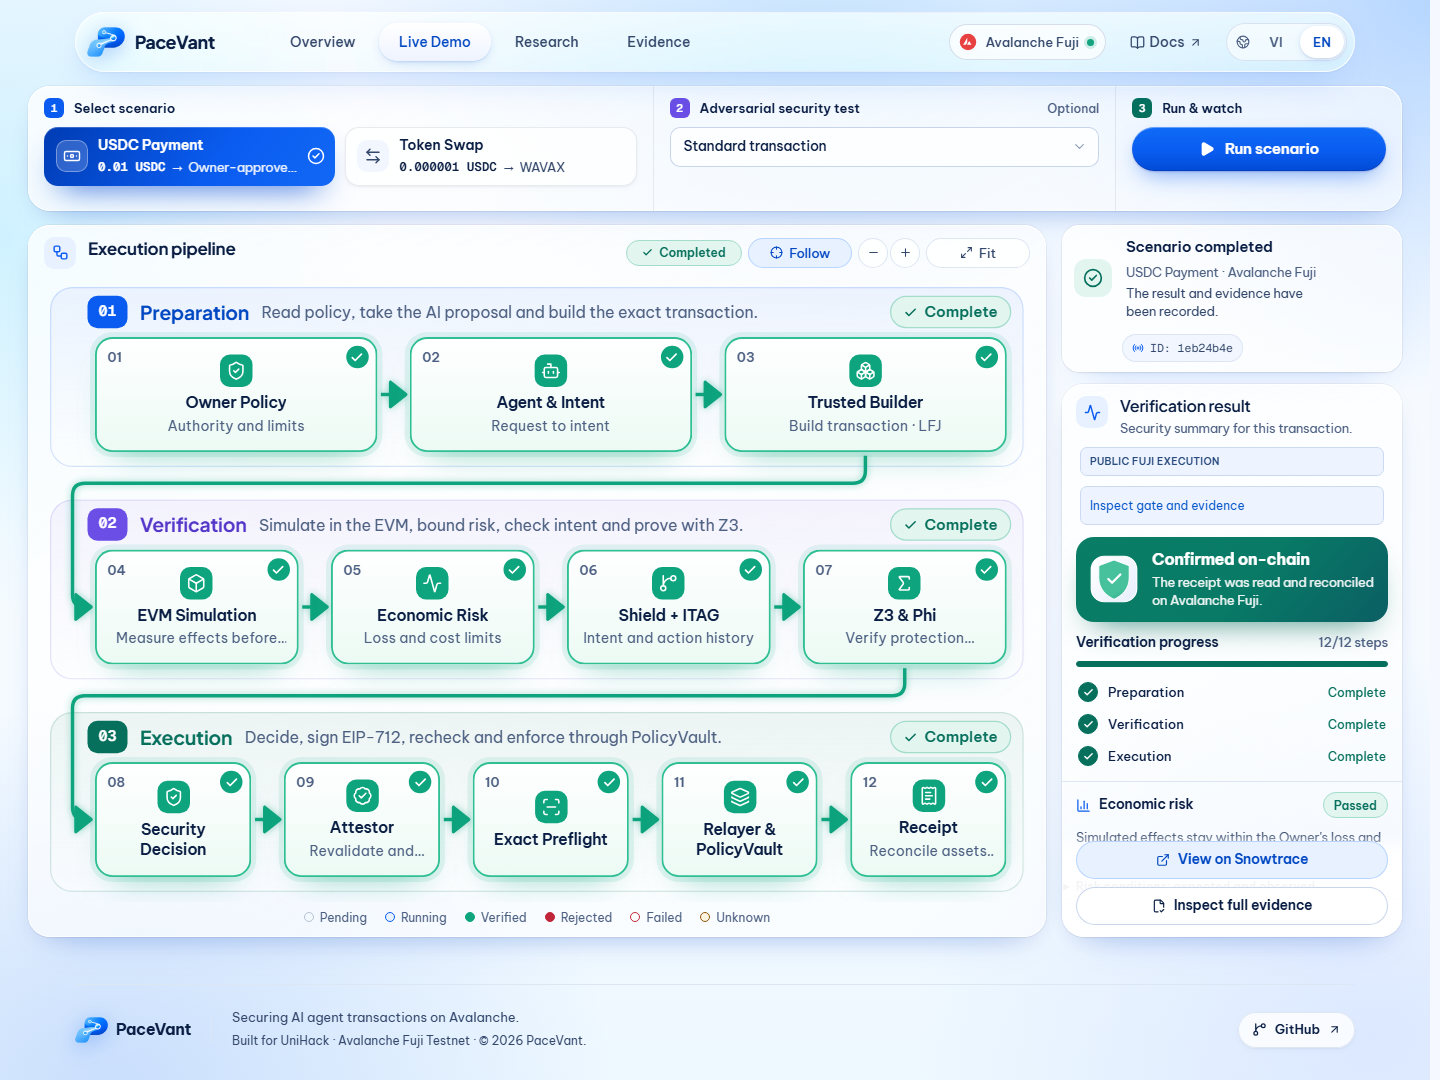 PaceVant
Overview
Live Demo
Research
Evidence
Avalanche Fuji
Docs
VI
EN
1 Select scenario
USDC Payment
0.01 USDC → Owner-approve...
Token Swap
0.000001 USDC → WAVAX
2 Adversarial security test
Optional
Standard transaction
3 Run & watch
Run scenario
Execution pipeline
Completed
Follow
Fit
01 Preparation Read policy, take the AI proposal and build the exact transaction.
Complete
01
Owner Policy
Authority and limits
02
Agent & Intent
Request to intent
03
Trusted Builder
Build transaction · LFJ
02 Verification Simulate in the EVM, bound risk, check intent and prove with Z3.
Complete
04
EVM Simulation
Measure effects before...
05
Economic Risk
Loss and cost limits
06
Shield + ITAG
Intent and action history
07
Z3 & Phi
Verify protection...
03 Execution Decide, sign EIP-712, recheck and enforce through PolicyVault.
Complete
08
Security
Decision
09
Attestor
Revalidate and...
10
Exact Preflight
11
Relayer &
PolicyVault
12
Receipt
Reconcile assets..
Pending
Running
Verified
Rejected
Failed
Unknown
Scenario completed
USDC Payment · Avalanche Fuji
The result and evidence have
been recorded.
ID: 1eb24b4e
Verification result
Security summary for this transaction.
PUBLIC FUJI EXECUTION
Inspect gate and evidence
Confirmed on-chain
The receipt was read and reconciled
on Avalanche Fuji.
Verification progress
12/12 steps
Preparation
Complete
Verification
Complete
Execution
Complete
Economic risk
Passed
Simulated effects stay within the Owner's loss and
View on Snowtrace
Inspect full evidence
PaceVant
Securing AI agent transactions on Avalanche.
Built for UniHack · Avalanche Fuji Testnet · © 2026 PaceVant.
GitHub